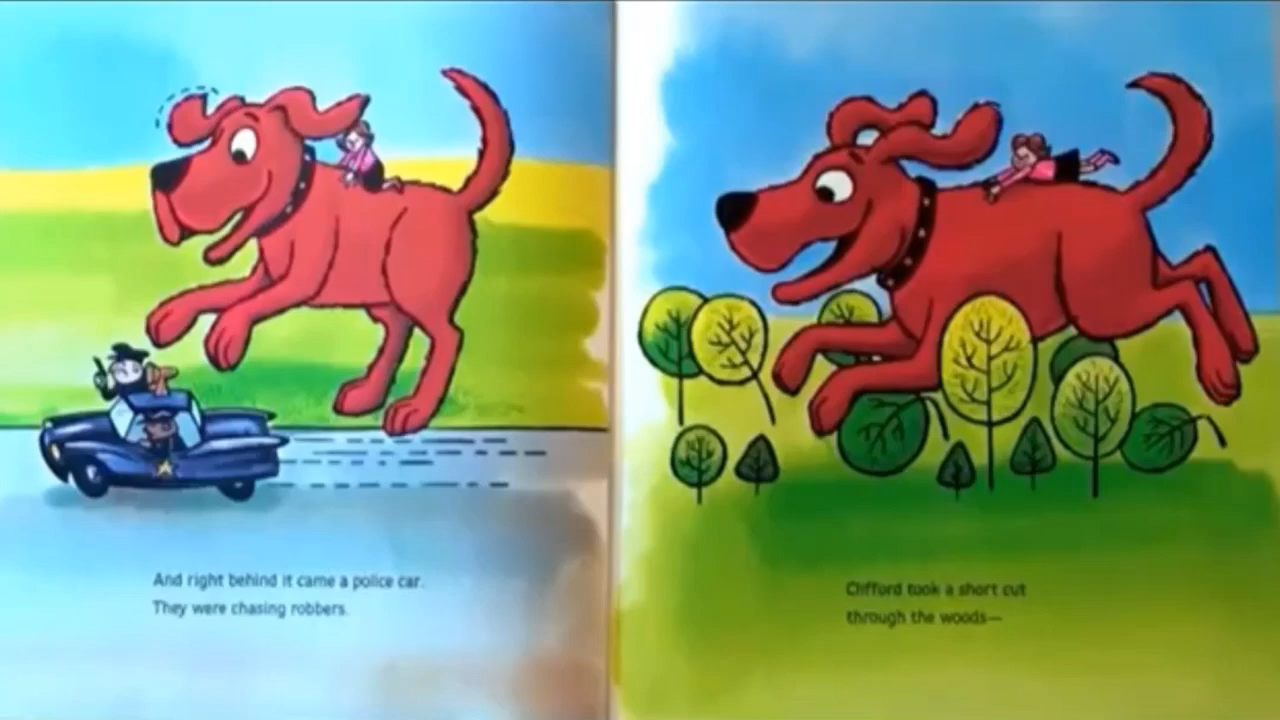 And right behind it came a police car.
They were chasing robbers.
Clifford took a short cut
through the woods—